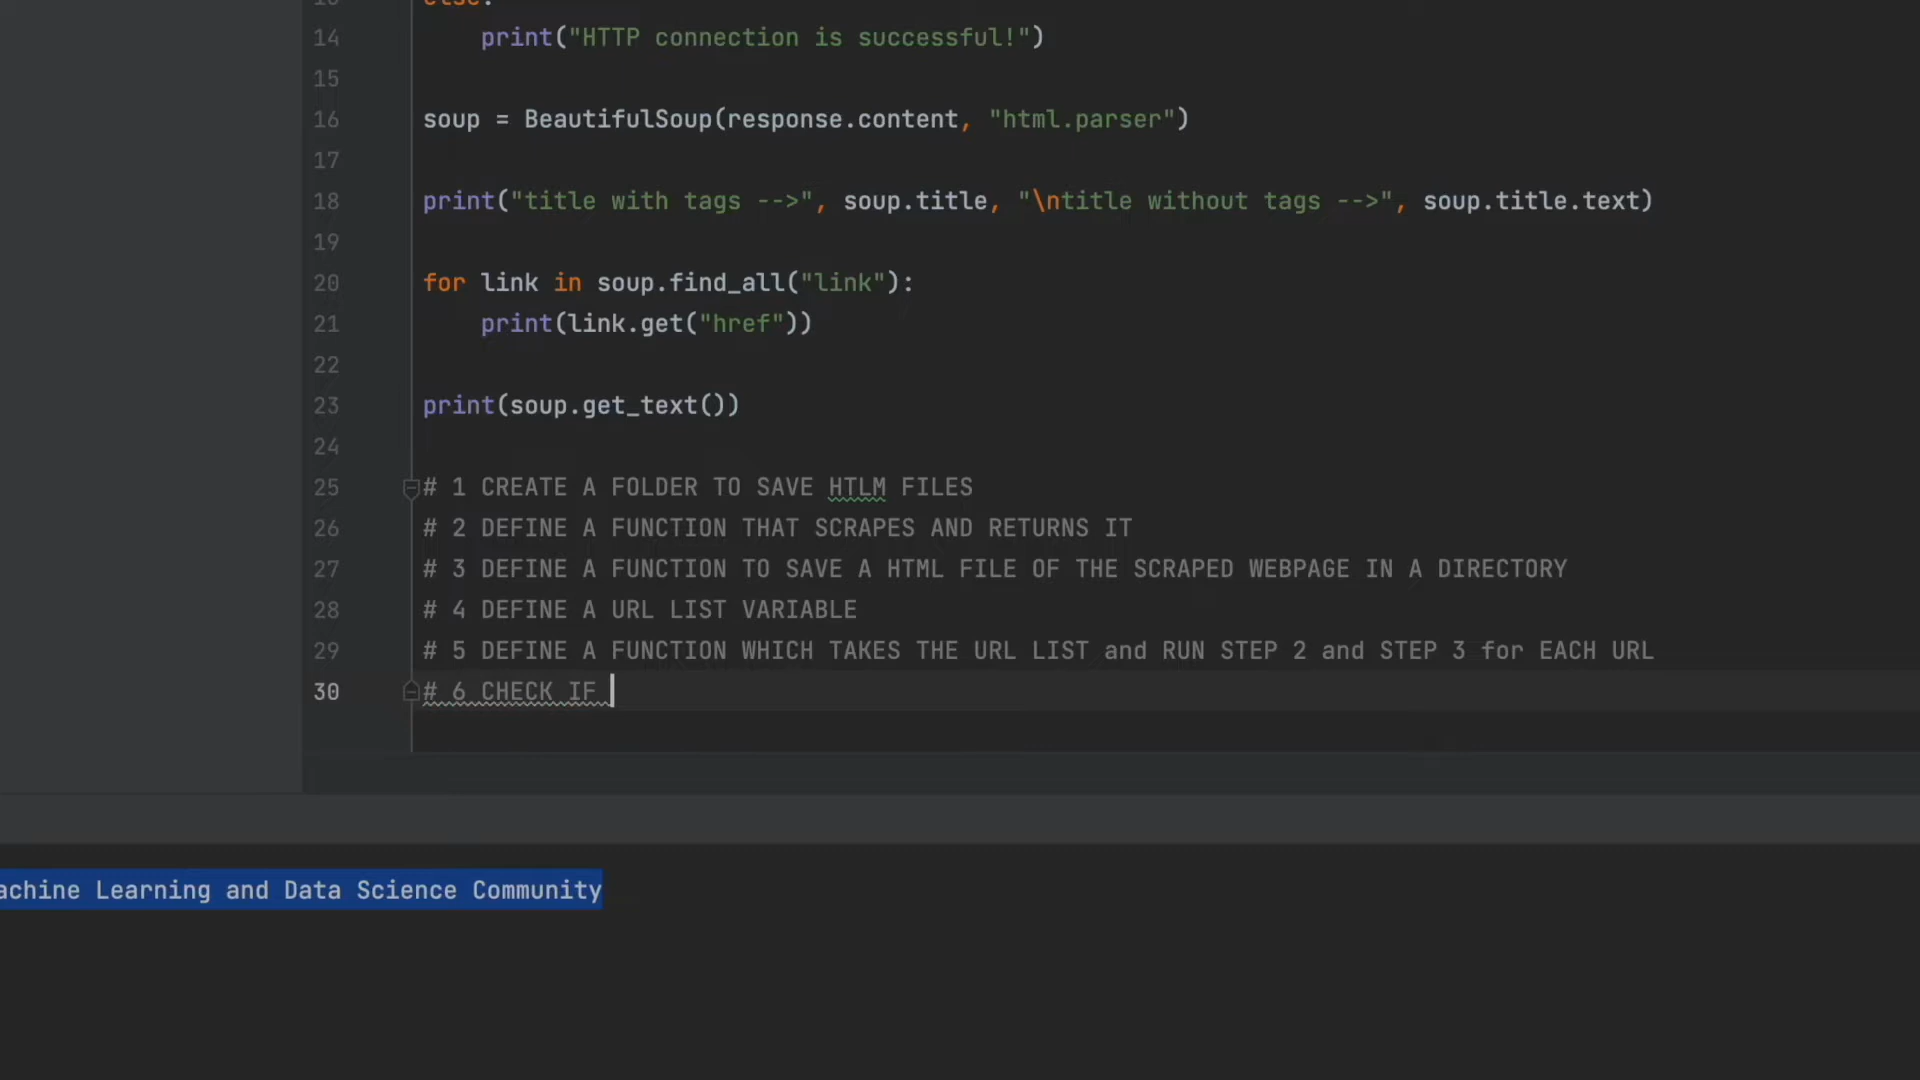 else:
14 print("HTTP connection is successful!")
15
16 soup = BeautifulSoup(response.content, "html.parser")
17
18 print("title with tags -->", soup.title, "\ntitle without tags -->", soup.title.text)
19
20 for link in soup.find_all("link"):
21 print(link.get("href"))
22
23 print(soup.get_text())
24
25 # 1 CREATE A FOLDER TO SAVE HTLM FILES
26 # 2 DEFINE A FUNCTION THAT SCRAPES AND RETURNS IT
27 # 3 DEFINE A FUNCTION TO SAVE A HTML FILE OF THE SCRAPED WEBPAGE IN A DIRECTORY
28 # 4 DEFINE A URL LIST VARIABLE
29 # 5 DEFINE A FUNCTION WHICH TAKES THE URL LIST and RUN STEP 2 and STEP 3 for EACH URL
30 # 6 CHECK IF
achine Learning and Data Science Community